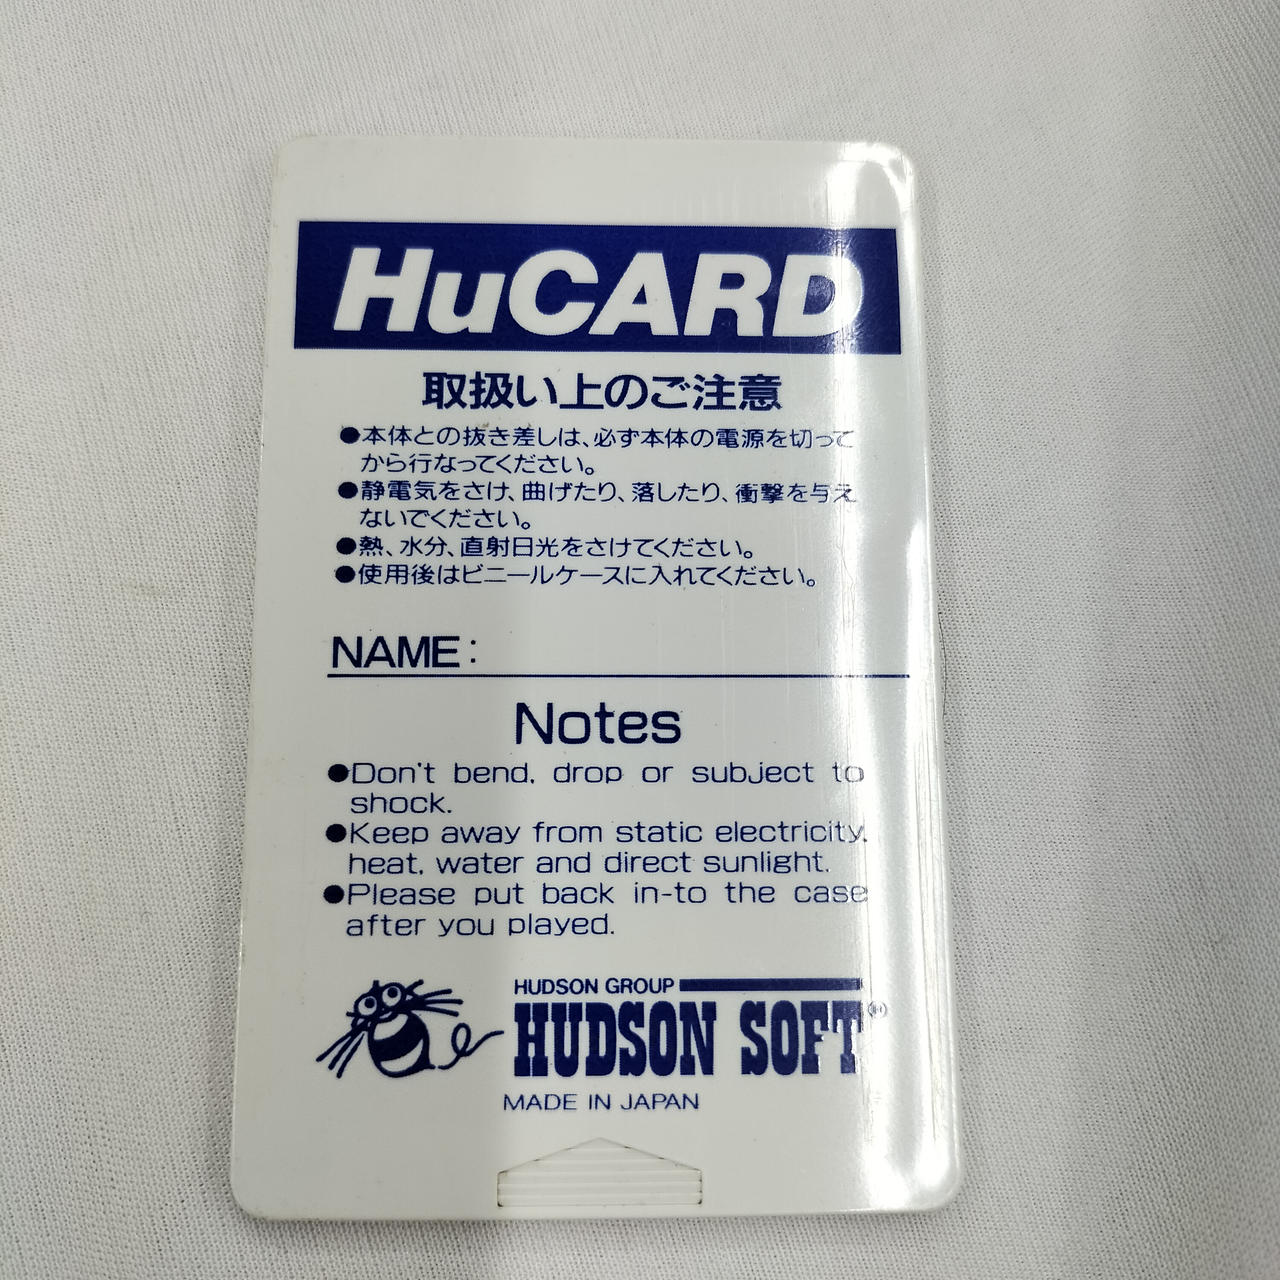 HuCARD
取扱い上のご注意
●本体との抜き差しは、必ず本体の電源を切って
から行なってください。
●静電気をさけ、曲げたり、落したり、衝撃を与え
ないでください。
●熱、水分、直射日光をさけてください。
●使用後はビニールケースに入れてください。
NAME:
Notes
●Don't bend, drop or subject to
shock.
●Keep away from static electricity,
heat, water and direct sunlight.
●Please put back in-to the case
after you played.
HUDSON GROUP
HUDSON SOFT®
MADE IN JAPAN